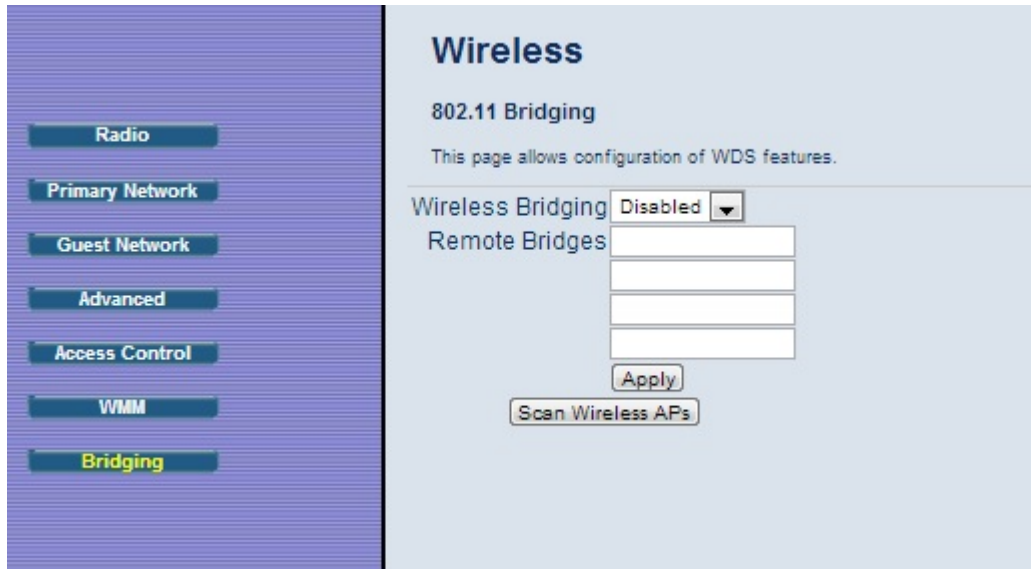 Radio
Primary Network
Guest Network
Advanced
Access Control
WMM
Bridging
Wireless
802.11 Bridging
This page allows configuration of WDS features.
Wireless Bridging Disabled
Remote Bridges
Apply
Scan Wireless APs